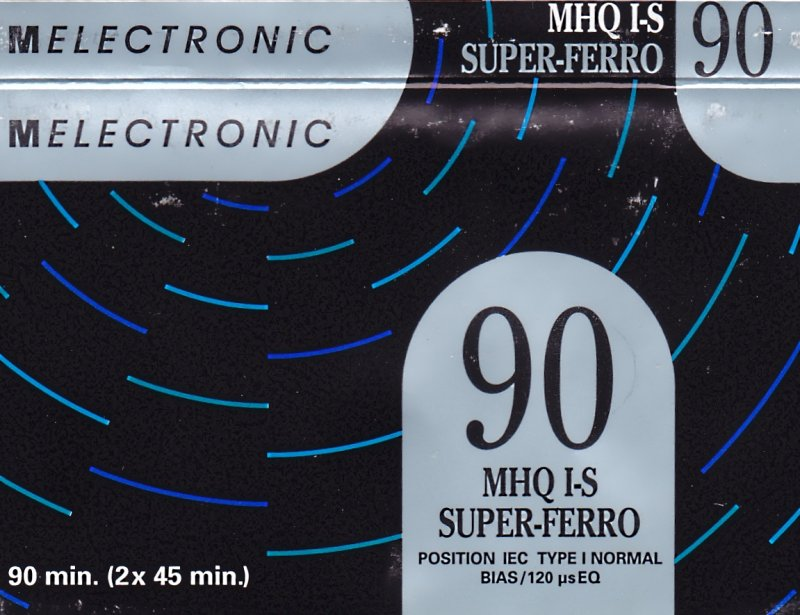 MELECTRONIC
MHQ I-S
SUPER-FERRO
90
MELECTRONIC
90
MHQ I-S
SUPER-FERRO
POSITION IEC TYPE I NORMAL
BIAS/120 µs EQ
90 min. (2x 45 min.)